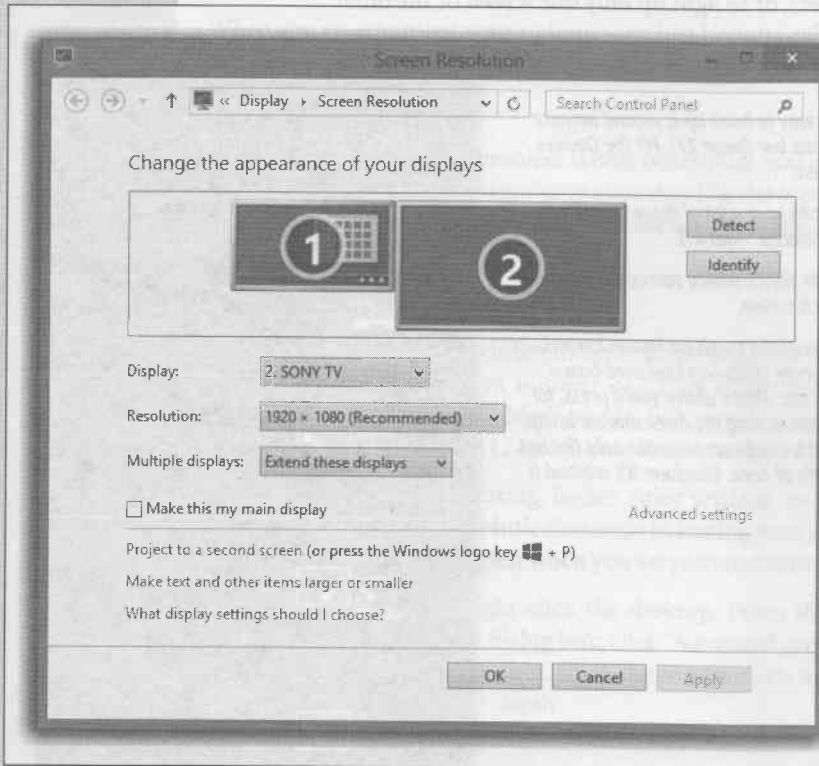 Screen Resolution
« Display › Screen Resolution
Search Control Panel
Change the appearance of your displays
1
2
Detect
Identify
Display: 2. SONY TV
Resolution: 1920 × 1080 (Recommended)
Multiple displays: Extend these displays
Make this my main display
Advanced settings
Project to a second screen (or press the Windows logo key + P)
Make text and other items larger or smaller
What display settings should I choose?
OK Cancel Apply